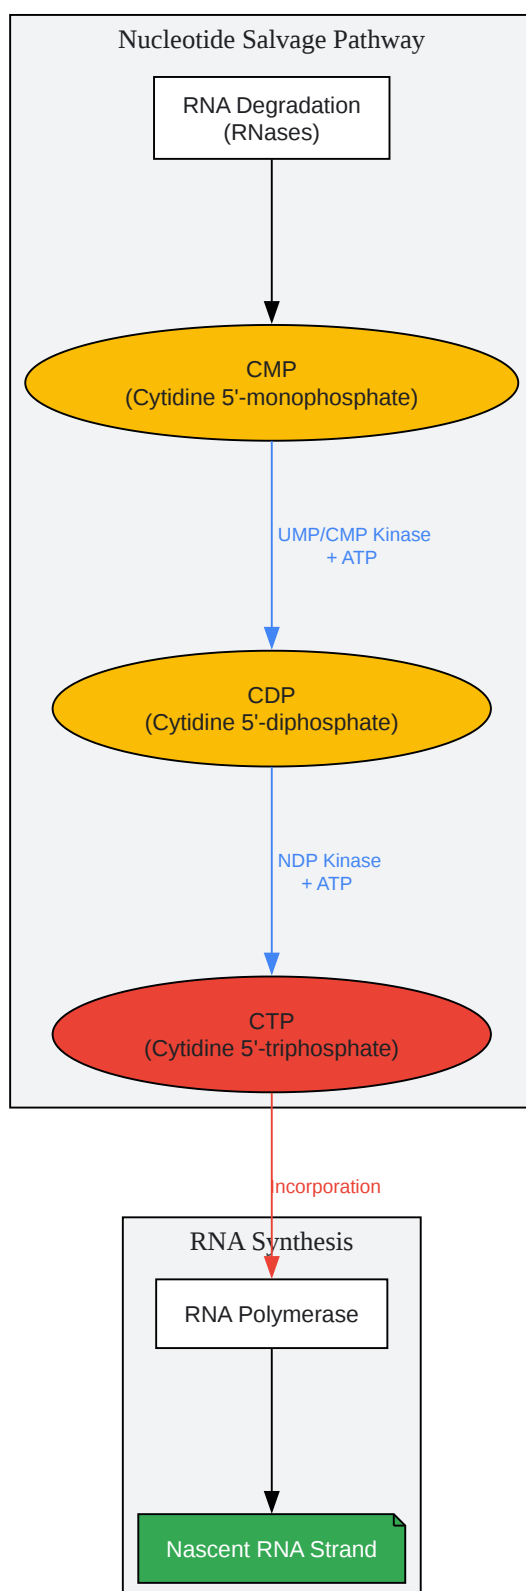 Nucleotide Salvage Pathway
RNA Degradation
(RNases)
CMP
(Cytidine 5'-monophosphate)
UMP/CMP Kinase
+ ATP
CDP
(Cytidine 5'-diphosphate)
NDP Kinase
+ ATP
CTP
(Cytidine 5'-triphosphate)
Incorporation
RNA Synthesis
RNA Polymerase
Nascent RNA Strand